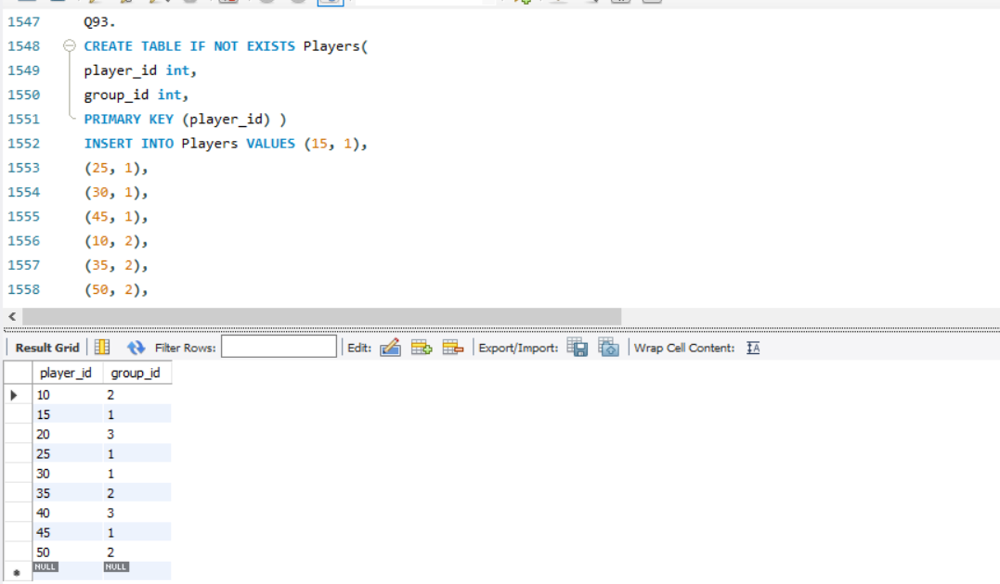 1547 Q93.
1548 CREATE TABLE IF NOT EXISTS Players(
1549 player_id int,
1550 group_id int,
1551 PRIMARY KEY (player_id) )
1552 INSERT INTO Players VALUES (15, 1),
1553 (25, 1),
1554 (30, 1),
1555 (45, 1),
1556 (10, 2),
1557 (35, 2),
1558 (50, 2),
Result Grid Filter Rows: Edit: Export/Import: Wrap Cell Content: IA
player_id group_id
10 2
15 1
20 3
25 1
30 1
35 2
40 3
45 1
50 2
NULL NULL